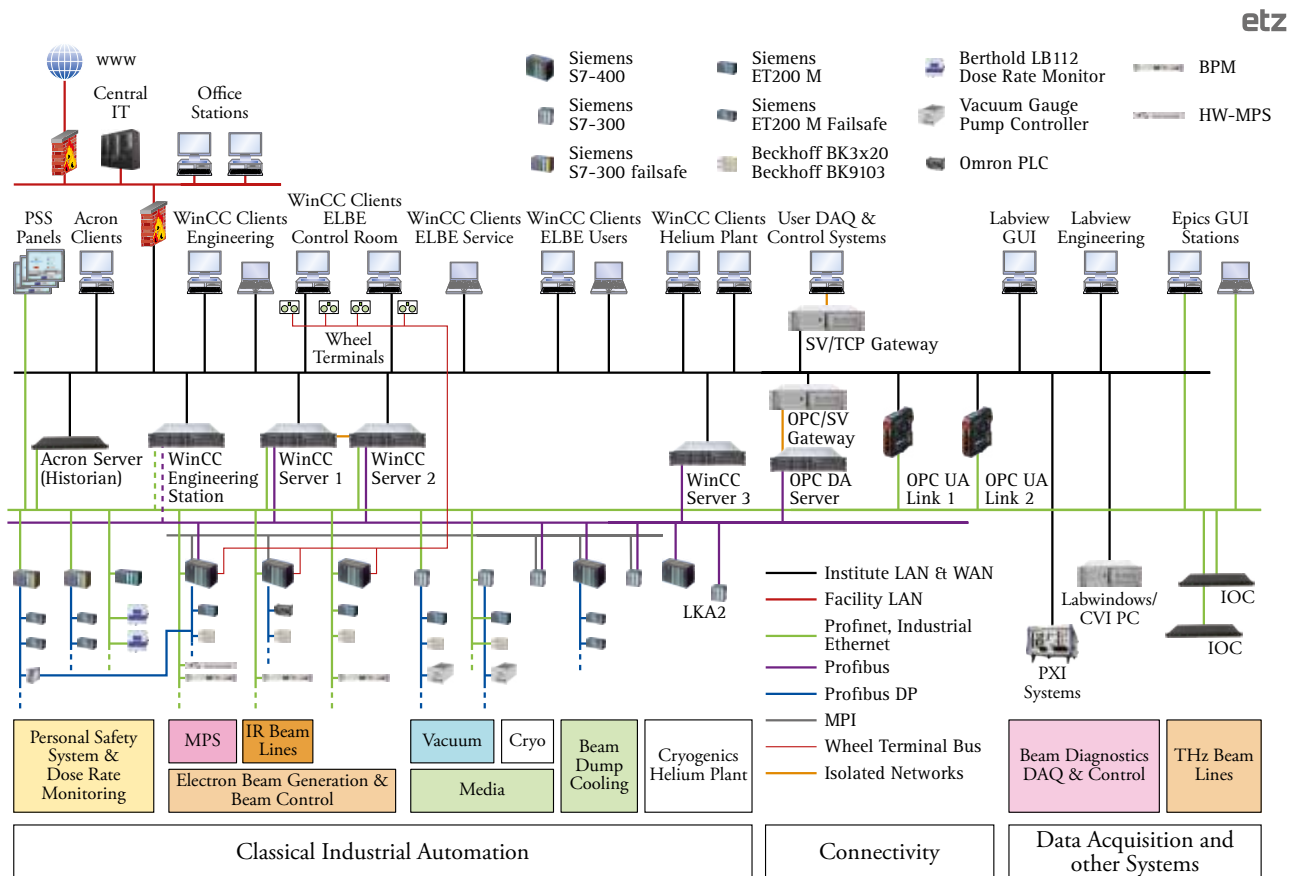 etz
www
Central
IT
Office
Stations
Siemens
S7-400
Siemens
S7-300
Siemens
S7-300 failsafe
Siemens
ET200 M
Siemens
ET200 M Failsafe
Beckhoff BK3x20
Beckhoff BK9103
Berthold LB112
Dose Rate Monitor
Vacuum Gauge
Pump Controller
Omron PLC
BPM
HW-MPS
PSS
Panels
Acron
Clients
WinCC Clients
Engineering
WinCC Clients
ELBE
Control Room
WinCC Clients
ELBE Service
WinCC Clients
ELBE Users
WinCC Clients
Helium Plant
User DAQ &
Control Systems
Labview
GUI
Labview
Engineering
Epics GUI
Stations
Wheel
Terminals
SV/TCP Gateway
Acron Server
(Historian)
WinCC
Engineering
Station
WinCC
Server 1
WinCC
Server 2
WinCC
Server 3
OPC/SV
Gateway
OPC DA
Server
OPC UA
Link 1
OPC UA
Link 2
LKA2
Institute LAN & WAN
Facility LAN
Profinet, Industrial
Ethernet
Profibus
Profibus DP
MPI
Wheel Terminal Bus
Isolated Networks
Labwindows/
CVI PC
PXI
Systems
IOC
IOC
Personal Safety
System &
Dose Rate
Monitoring
MPS
IR Beam
Lines
Electron Beam Generation &
Beam Control
Vacuum
Cryo
Media
Beam
Dump
Cooling
Cryogenics
Helium Plant
Beam Diagnostics
DAQ & Control
THz Beam
Lines
Classical Industrial Automation
Connectivity
Data Acquisition and
other Systems